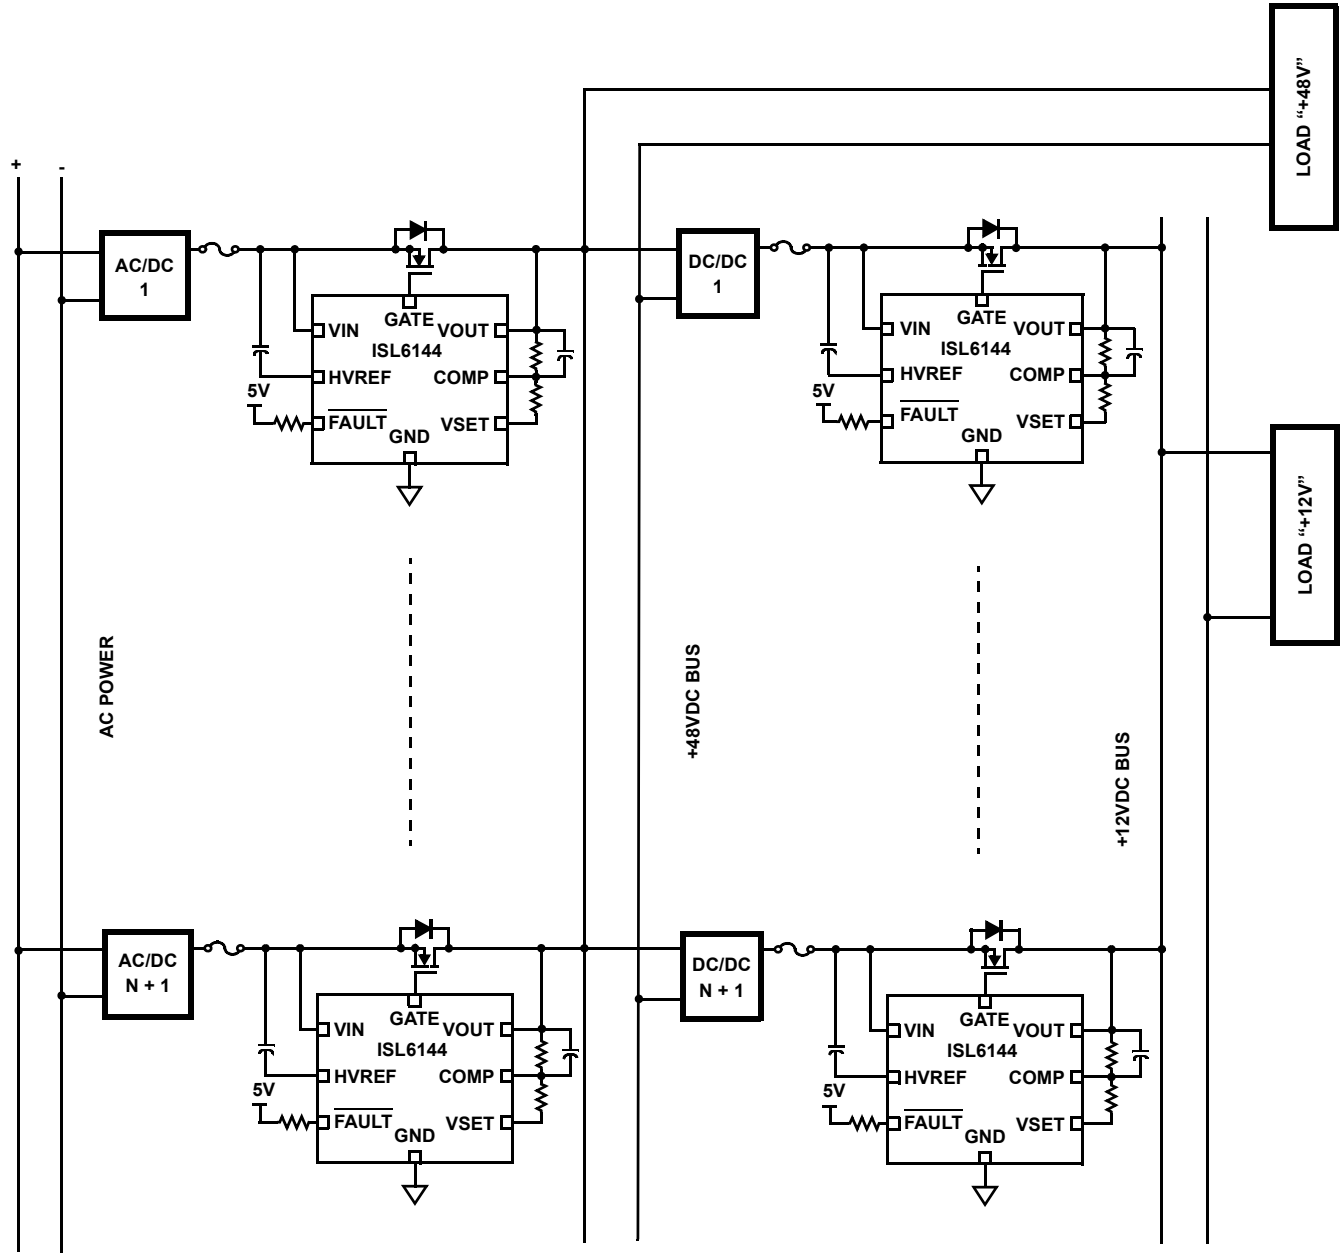 LOAD “+48V”
+ -
AC/DC
1
DC/DC
1
GATE
VIN
VOUT
ISL6144
HVREF
COMP
5V
FAULT
VSET
GND
GATE
VIN
VOUT
ISL6144
HVREF
COMP
5V
FAULT
VSET
GND
LOAD “+12V”
AC POWER
+48VDC BUS
+12VDC BUS
AC/DC
N + 1
DC/DC
N + 1
GATE
VIN
VOUT
ISL6144
HVREF
COMP
5V
FAULT
VSET
GND
GATE
VIN
VOUT
ISL6144
HVREF
COMP
5V
FAULT
VSET
GND